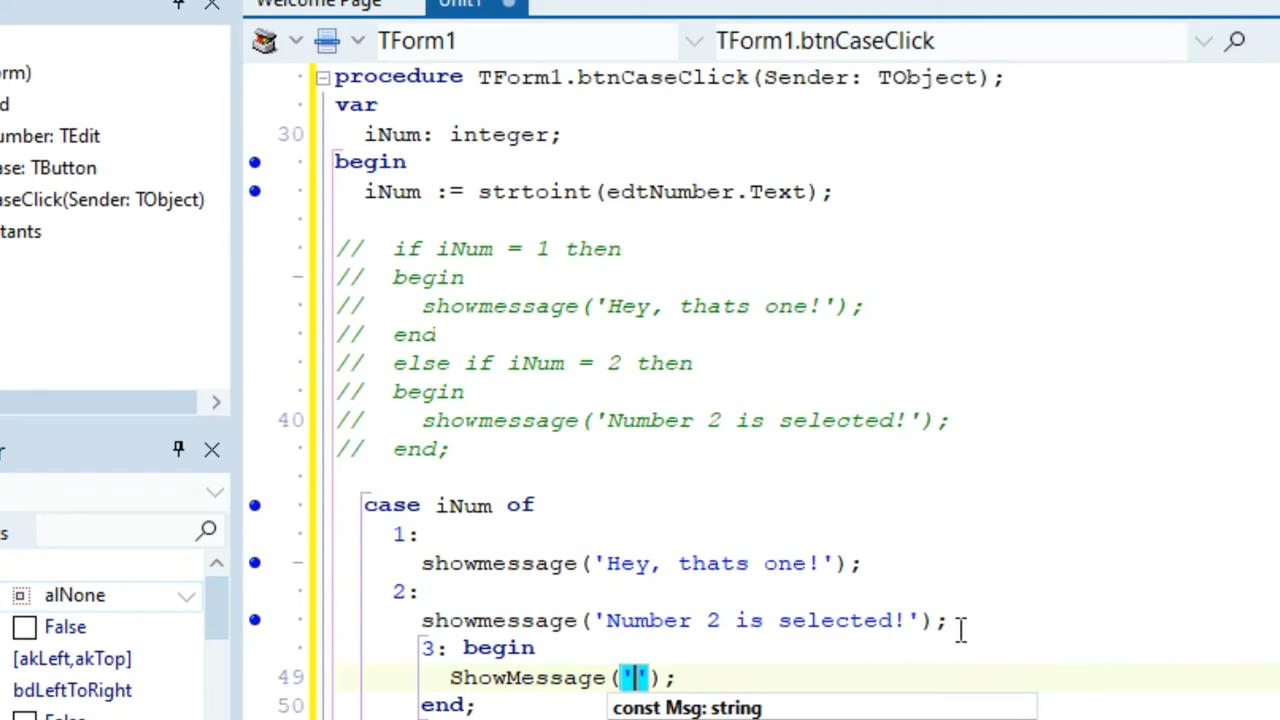 Welcome Page
Unit1
TForm1
TForm1.btnCaseClick
orm)
d
umber: TEdit
ase: TButton
aseClick(Sender: TObject)
tants
r
s
alNone
False
[akLeft,akTop]
bdLeftToRight
False
procedure TForm1.btnCaseClick(Sender: TObject);
var
30 iNum: integer;
begin
iNum := strtoint(edtNumber.Text);
// if iNum = 1 then
// begin
// showmessage('Hey, thats one!');
// end
// else if iNum = 2 then
// begin
40 // showmessage('Number 2 is selected!');
// end;
case iNum of
1:
showmessage('Hey, thats one!');
2:
showmessage('Number 2 is selected!');
3: begin
49 ShowMessage('');
50 end;
const Msg: string